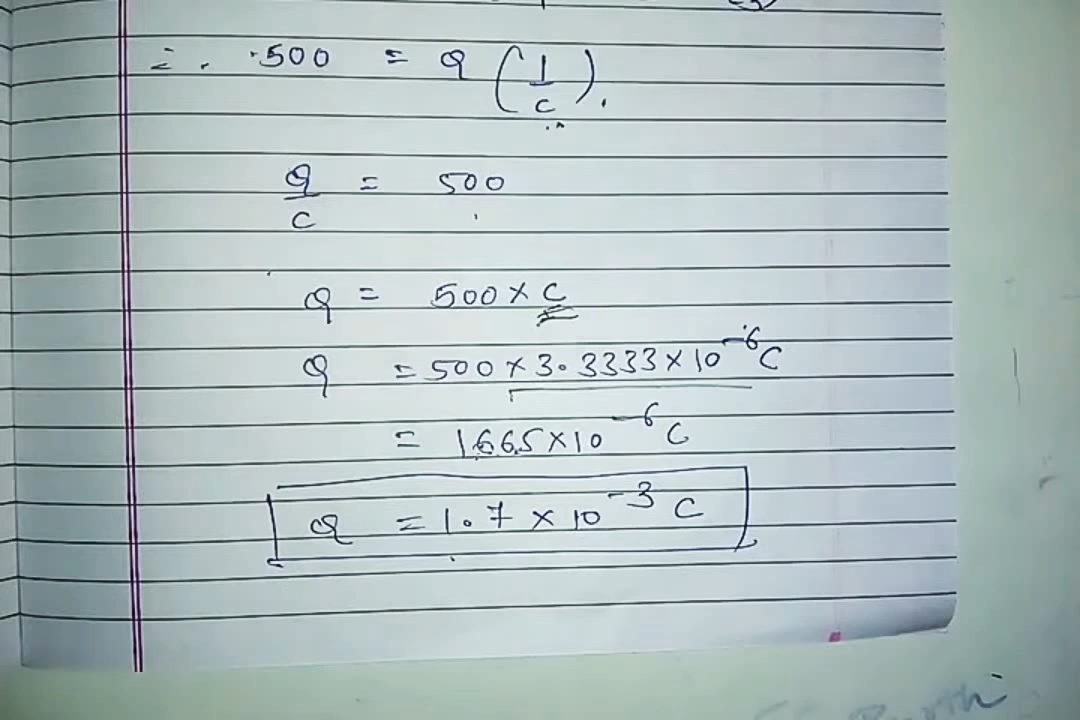 ∴ 500 = Q (1/C).
Q/C = 500
Q = 500 × C
Q = 500 × 3.3333 × 10⁻⁶ C
= 1665 × 10⁻⁶ C
Q = 1.7 × 10⁻³ C